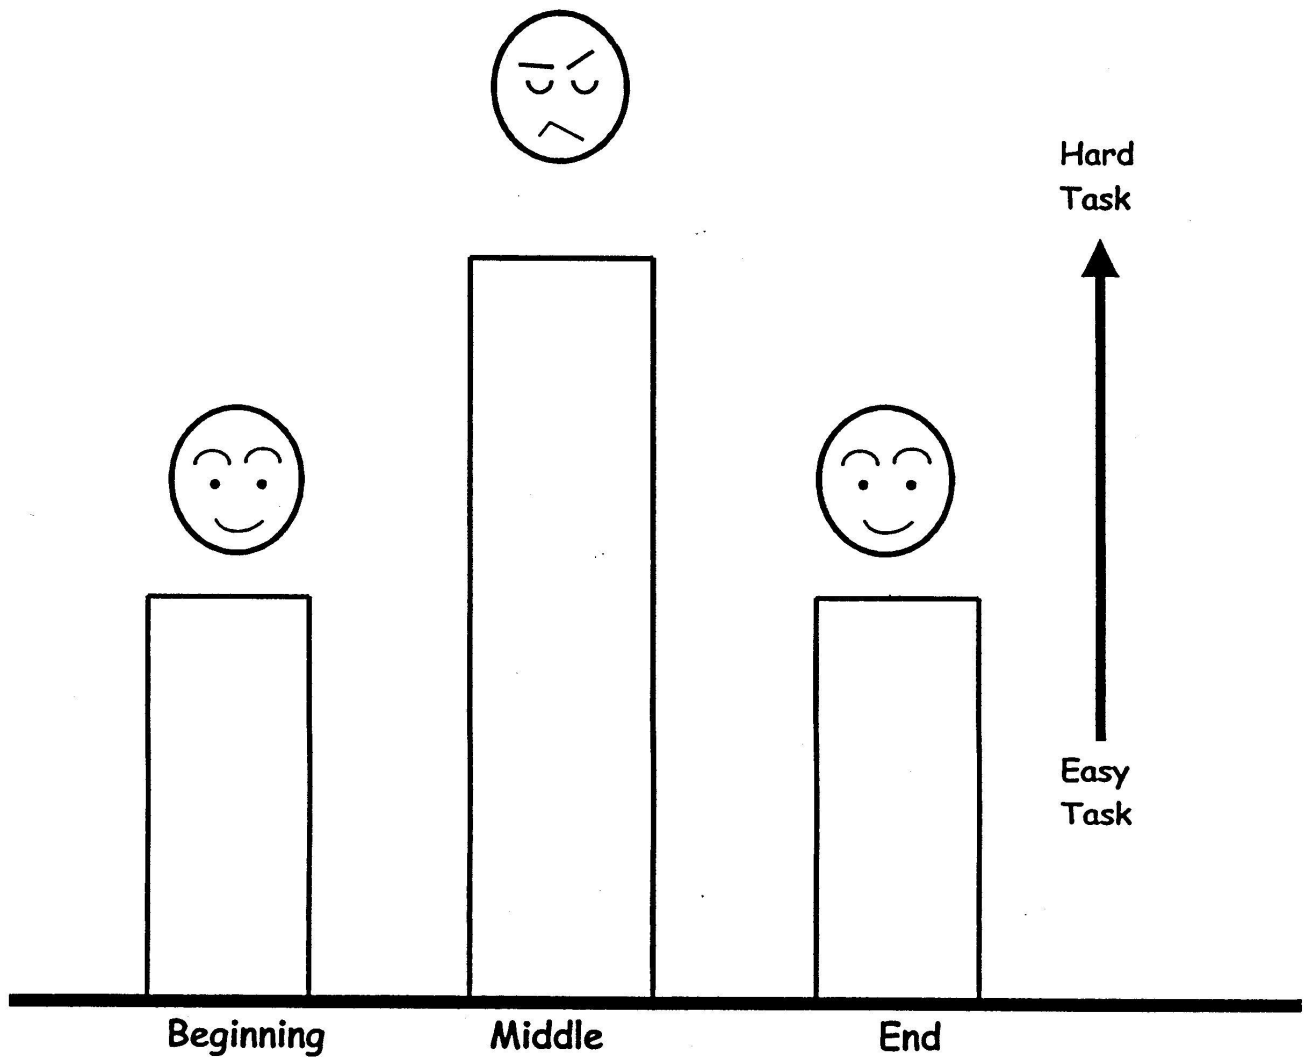 Hard
Task
Easy
Task
Beginning
Middle
End